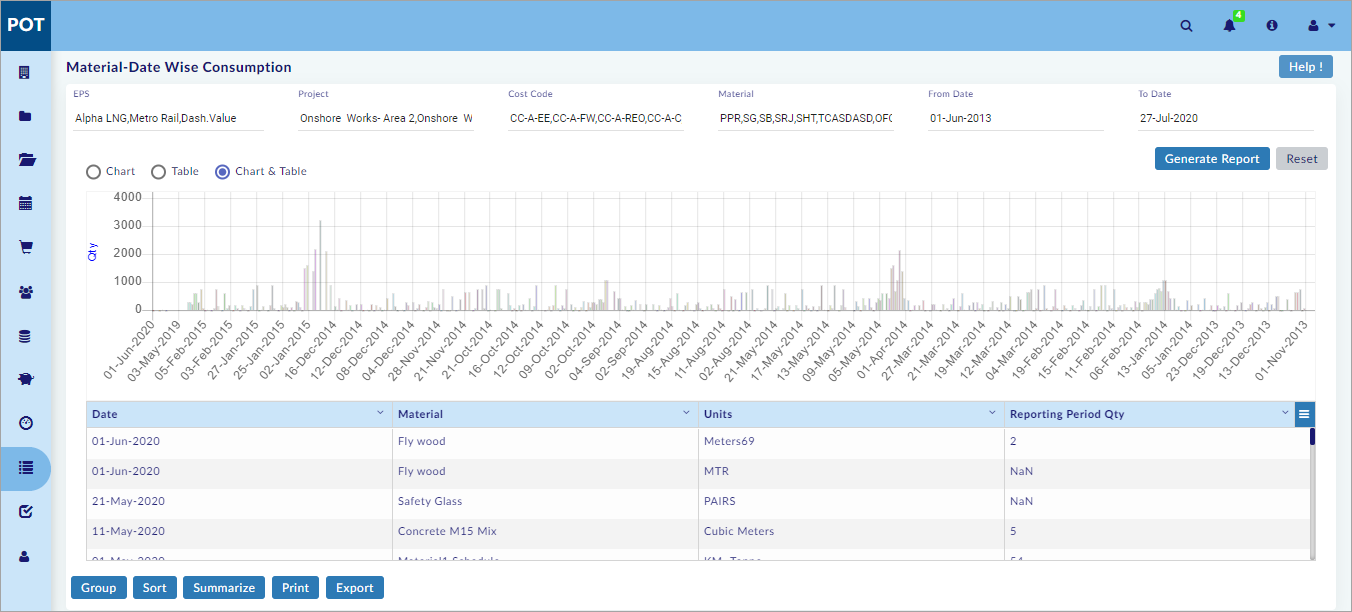 POT
4
Material-Date Wise Consumption
Help !
EPS Project Cost Code Material From Date To Date
Alpha LNG,Metro Rail,Dash.Value Onshore Works- Area 2,Onshore W CC-A-EE,CC-A-FW,CC-A-REO,CC-A-C PPR,SG,SB,SRJ,SHT,TCASDASD,OFC 01-Jun-2013 27-Jul-2020
Generate Report Reset
Chart Table Chart & Table
4000
3000
2000
1000
0
Qty
01-Jun-2020 03-May-2019 05-Feb-2015 03-Feb-2015 27-Jan-2015 25-Jan-2015 02-Jan-2015 16-Dec-2014 12-Dec-2014 08-Dec-2014 04-Dec-2014 28-Nov-2014 21-Nov-2014 21-Oct-2014 16-Oct-2014 12-Oct-2014 09-Oct-2014 02-Oct-2014 04-Sep-2014 02-Sep-2014 19-Aug-2014 15-Aug-2014 11-Aug-2014 02-Aug-2014 21-May-2014 17-May-2014 13-May-2014 09-May-2014 05-May-2014 01-Apr-2014 27-Mar-2014 21-Mar-2014 19-Mar-2014 12-Mar-2014 04-Mar-2014 19-Feb-2014 15-Feb-2014 11-Feb-2014 06-Feb-2014 13-Jan-2014 05-Jan-2014 23-Dec-2013 19-Dec-2013 13-Dec-2013 01-Nov-2013
Date Material Units Reporting Period Qty
01-Jun-2020 Fly wood Meters69 2
01-Jun-2020 Fly wood MTR NaN
21-May-2020 Safety Glass PAIRS NaN
11-May-2020 Concrete M15 Mix Cubic Meters 5
Group Sort Summarize Print Export